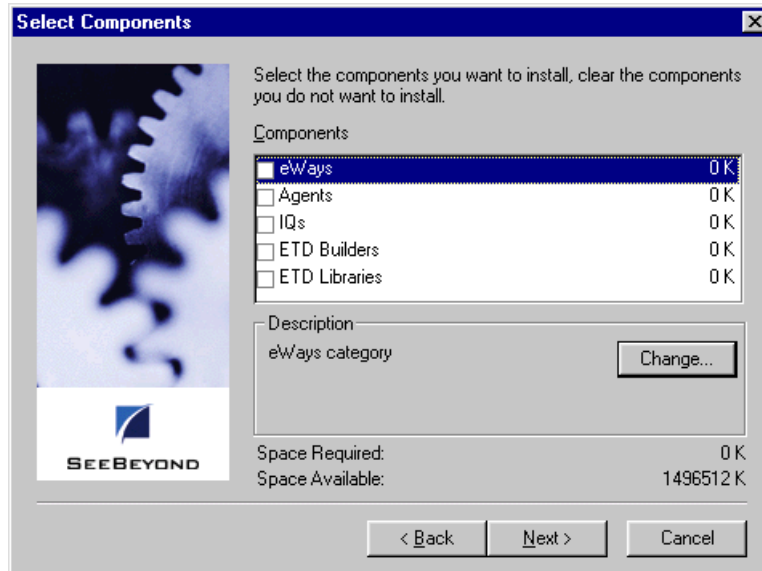 Select Components
Select the components you want to install, clear the components
you do not want to install.
Components
eWays 0 K
Agents 0 K
IQs 0 K
ETD Builders 0 K
ETD Libraries 0 K
Description
eWays category
Change...
SEEBEYOND
Space Required: 0 K
Space Available: 1496512 K
< Back Next > Cancel